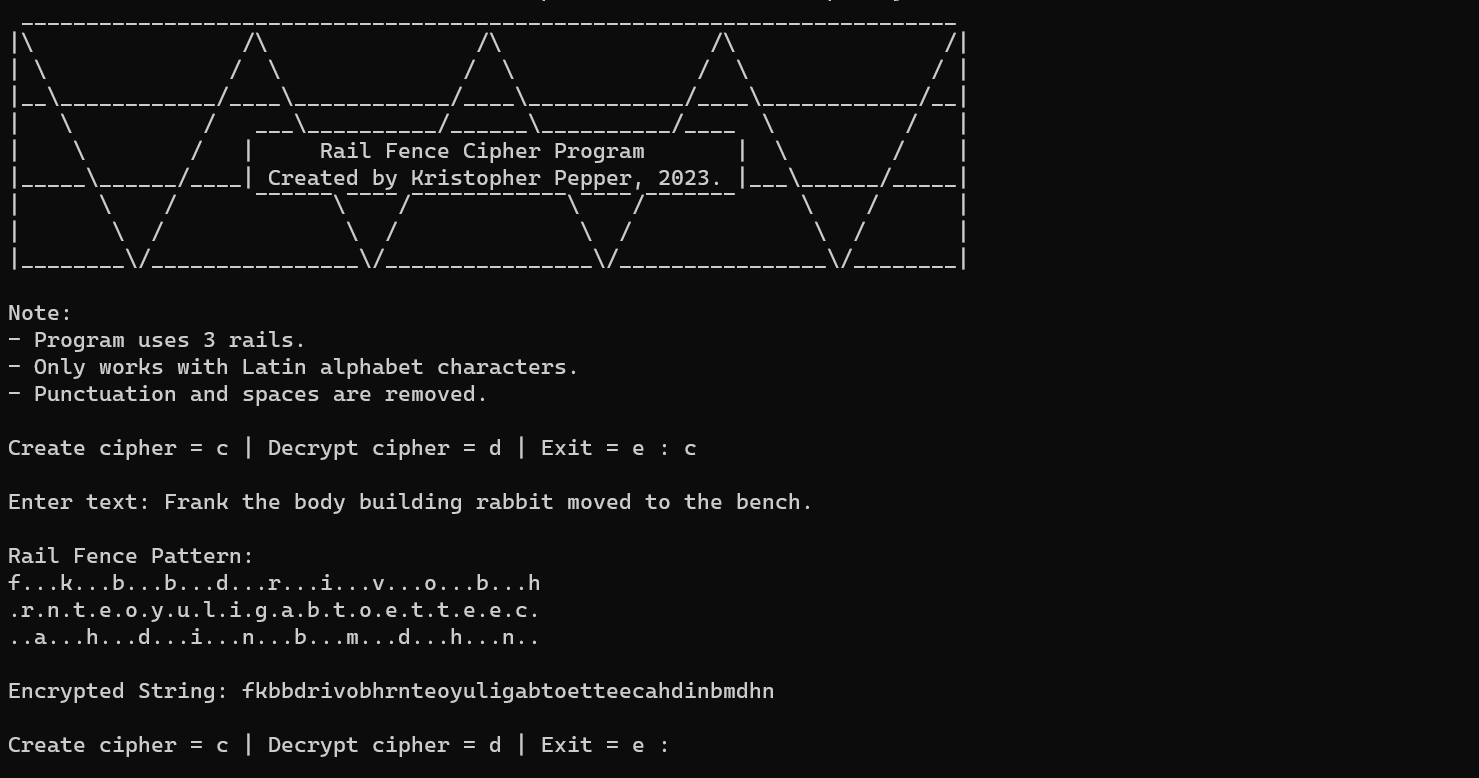 Rail Fence Cipher Program
Created by Kristopher Pepper, 2023.
Note:
- Program uses 3 rails.
- Only works with Latin alphabet characters.
- Punctuation and spaces are removed.
Create cipher = c | Decrypt cipher = d | Exit = e : c
Enter text: Frank the body building rabbit moved to the bench.
Rail Fence Pattern:
f...k...b...b...d...r...i...v...o...b...h
.r.n.t.e.o.y.u.l.i.g.a.b.t.o.e.t.t.e.e.c.
..a...h...d...i...n...b...m...d...h...n..
Encrypted String: fkbbdrivobhrnteoyuligabtoetteecahdinbmdhn
Create cipher = c | Decrypt cipher = d | Exit = e :